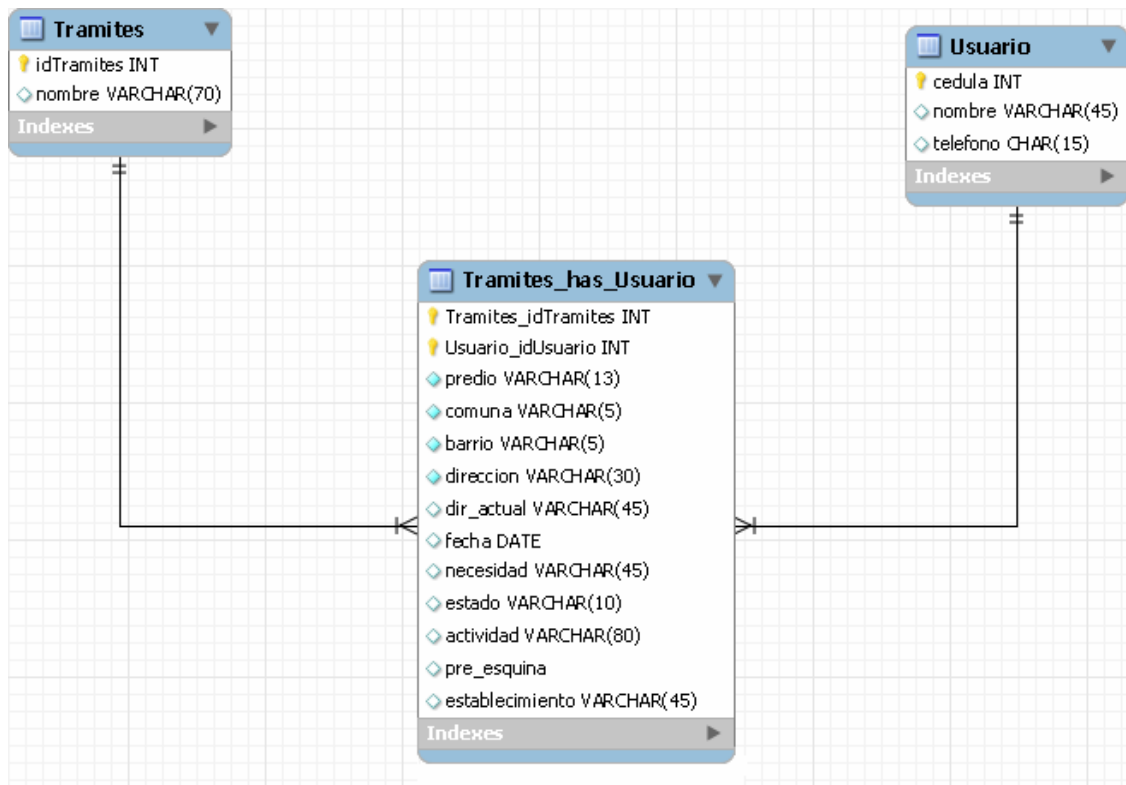 Tramites
idTramites INT
nombre VARCHAR(70)
Indexes
Usuario
cedula INT
nombre VARCHAR(45)
telefono CHAR(15)
Indexes
Tramites_has_Usuario
Tramites_idTramites INT
Usuario_idUsuario INT
predio VARCHAR(13)
comuna VARCHAR(5)
barrio VARCHAR(5)
direccion VARCHAR(30)
dir_actual VARCHAR(45)
fecha DATE
necesidad VARCHAR(45)
estado VARCHAR(10)
actividad VARCHAR(80)
pre_esquina
establecimiento VARCHAR(45)
Indexes